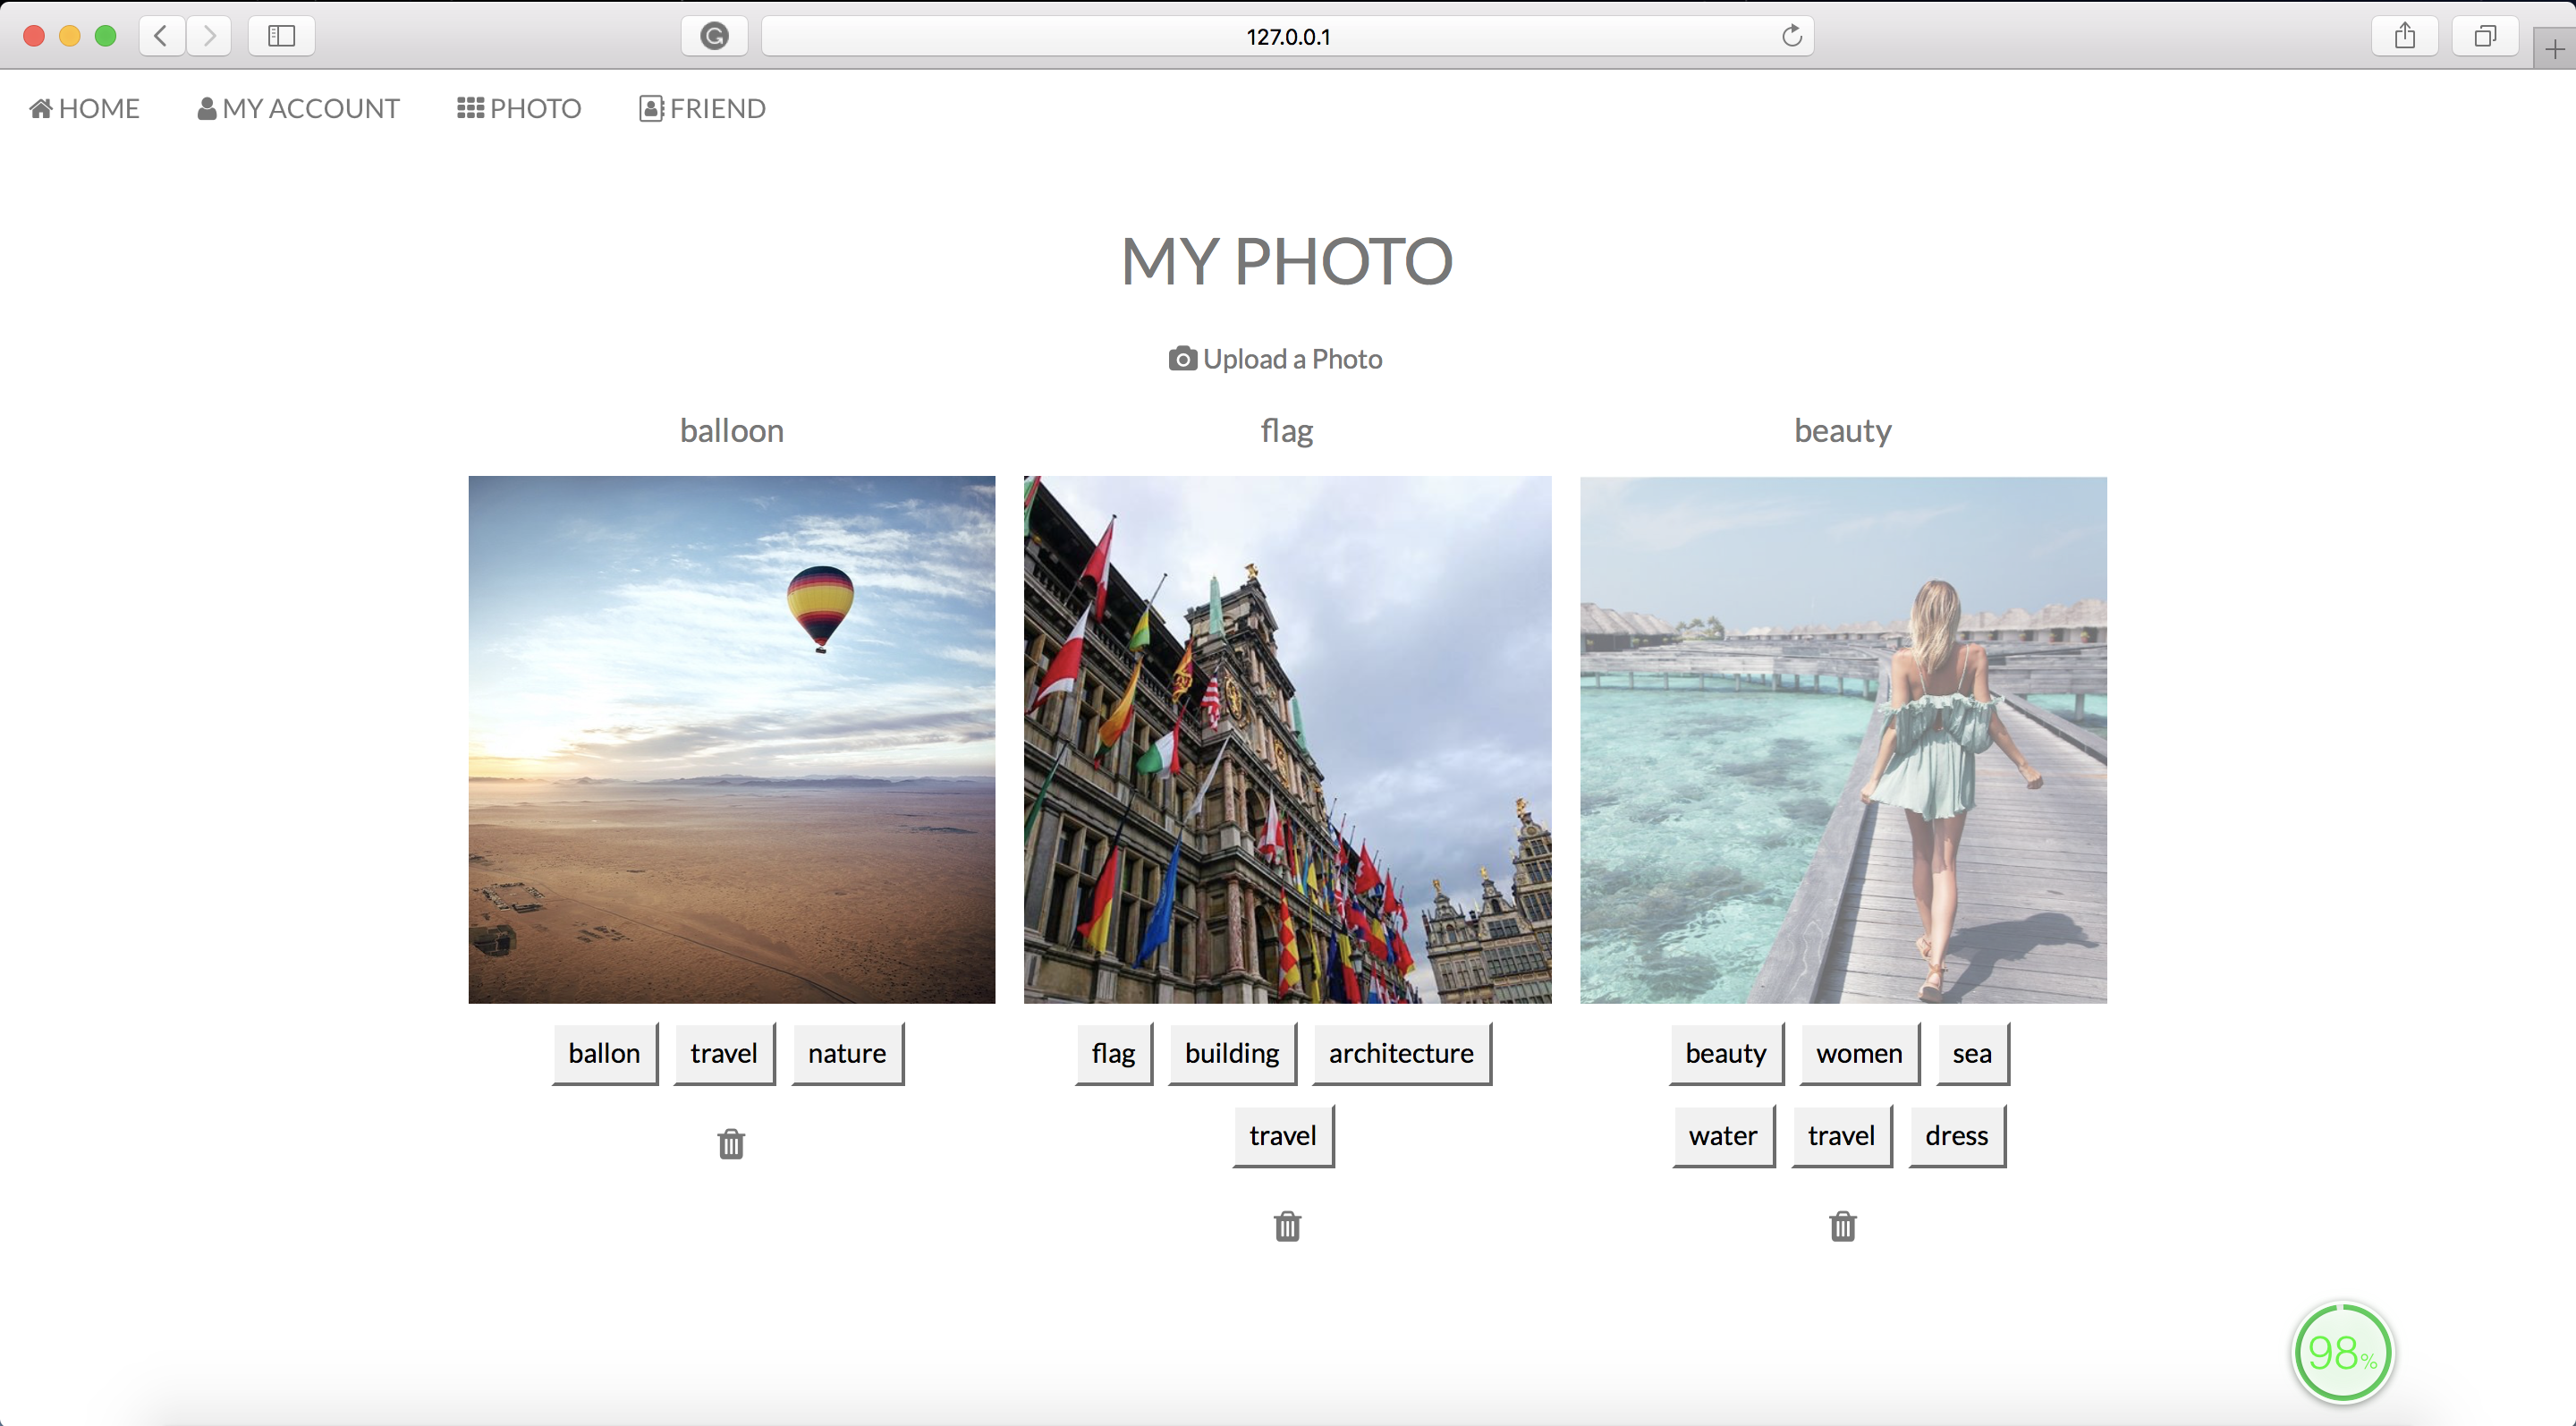 127.0.0.1
HOME MY ACCOUNT PHOTO FRIEND
MY PHOTO
Upload a Photo
balloon flag beauty
ballon travel nature flag building architecture beauty women sea
travel water travel dress
98%